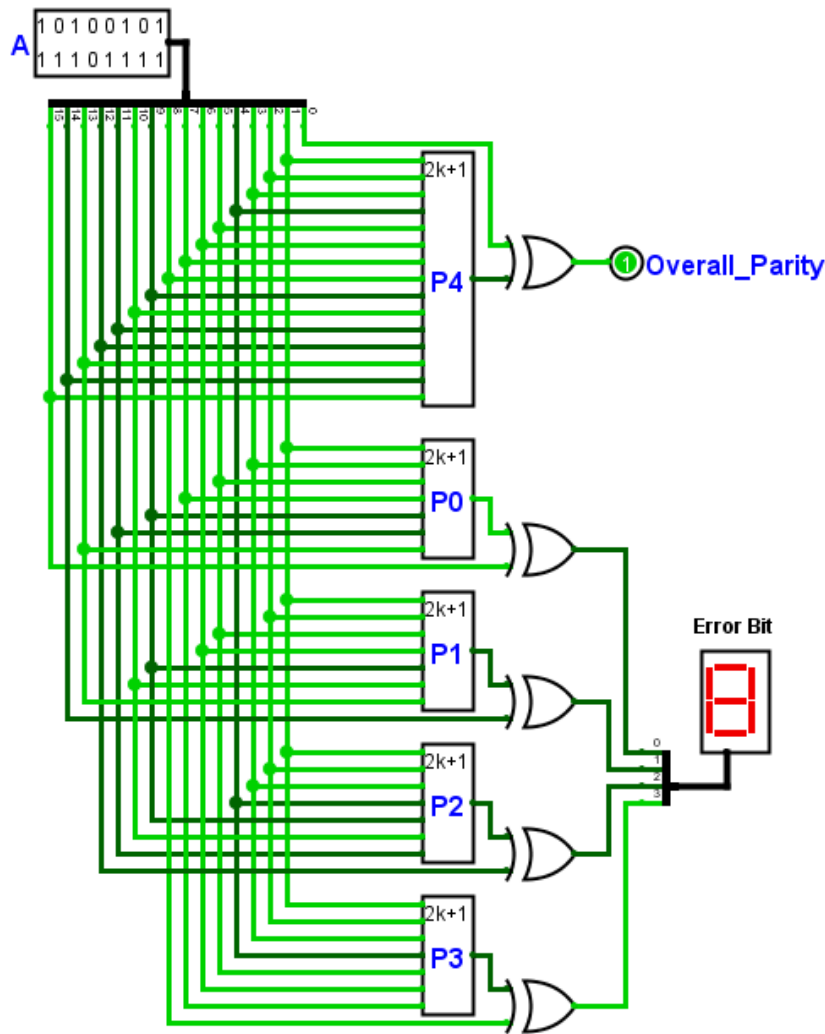 1 0 1 0 0 1 0 1
A
1 1 1 0 1 1 1 1
15 14 13 12 11 10 9 8 7 6 5 4 3 2 1 0
2k+1
P4
1 Overall_Parity
2k+1
P0
2k+1
P1
Error Bit
8
0
1
2
3
2k+1
P2
2k+1
P3